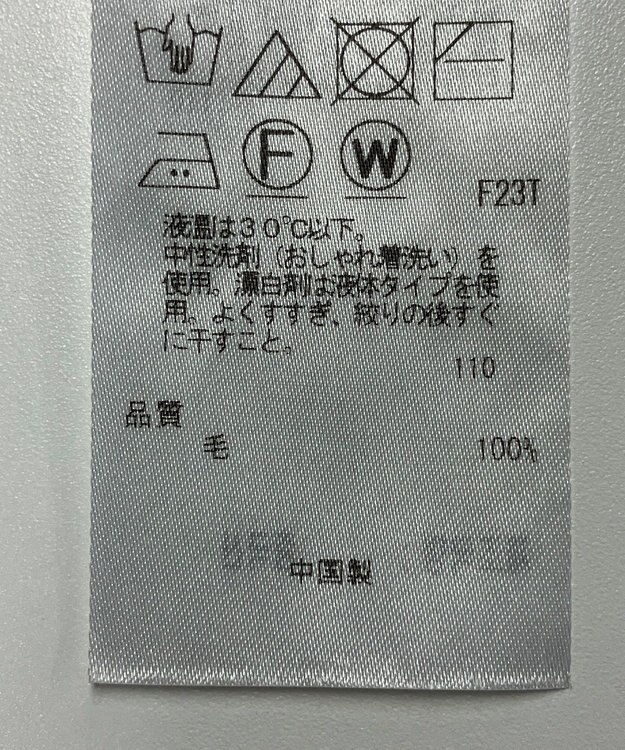 F
W
F23T
液温は30℃以下。
中性洗剤（おしゃれ着洗い）を
使用。漂白剤は液体タイプを使
用。よくすすぎ、絞りの後すぐ
に干すこと。
110
品質
毛 100%
中国製